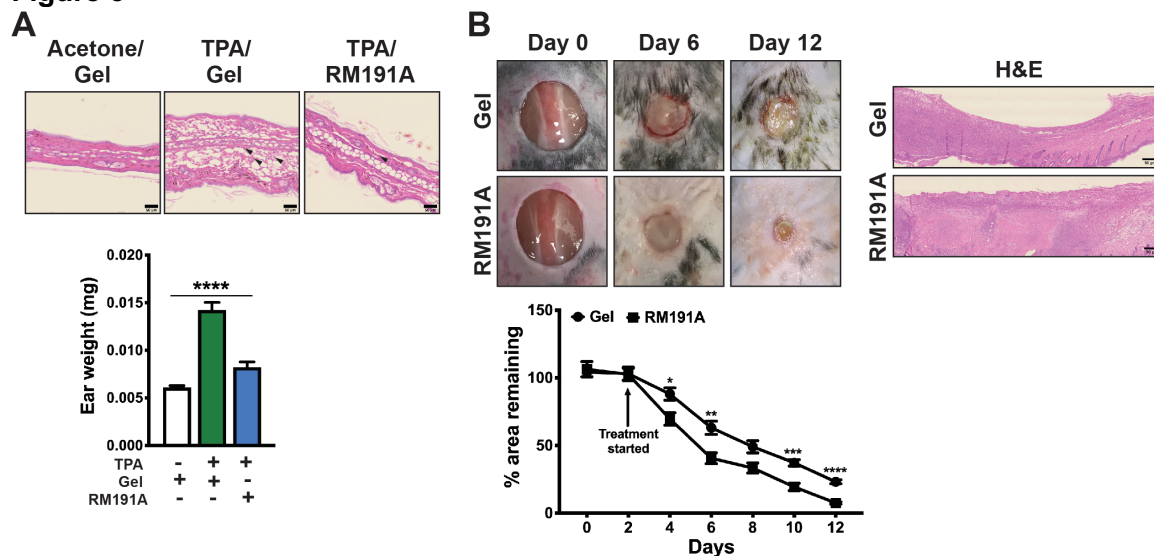 A
Acetone/
Gel
TPA/
Gel
TPA/
RM191A
Ear weight (mg)
0.020
0.015
0.010
0.005
0.000
****
TPA - + +
Gel + + -
RM191A - - +
B
Day 0 Day 6 Day 12
Gel
RM191A
H&E
Gel
RM191A
% area remaining
150
100
50
0
Gel RM191A
Treatment
started
* ** *** ****
0 2 4 6 8 10 12
Days